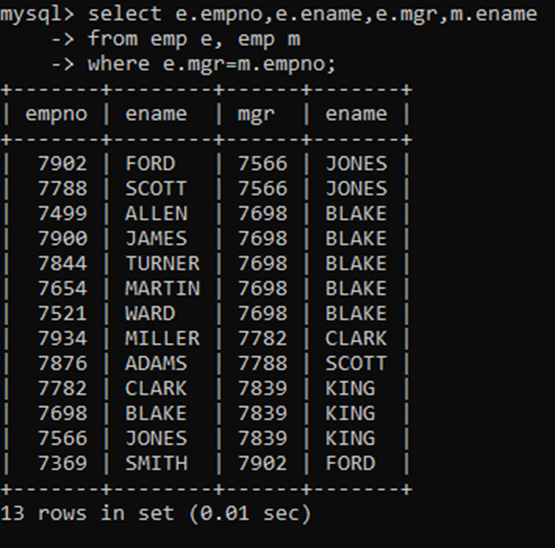 mysql> select e.empno,e.ename,e.mgr,m.ename
    -> from emp e, emp m
    -> where e.mgr=m.empno;
+-------+--------+------+-------+
| empno | ename  | mgr  | ename |
+-------+--------+------+-------+
|  7902 | FORD   | 7566 | JONES |
|  7788 | SCOTT  | 7566 | JONES |
|  7499 | ALLEN  | 7698 | BLAKE |
|  7900 | JAMES  | 7698 | BLAKE |
|  7844 | TURNER | 7698 | BLAKE |
|  7654 | MARTIN | 7698 | BLAKE |
|  7521 | WARD   | 7698 | BLAKE |
|  7934 | MILLER | 7782 | CLARK |
|  7876 | ADAMS  | 7788 | SCOTT |
|  7782 | CLARK  | 7839 | KING  |
|  7698 | BLAKE  | 7839 | KING  |
|  7566 | JONES  | 7839 | KING  |
|  7369 | SMITH  | 7902 | FORD  |
+-------+--------+------+-------+
13 rows in set (0.01 sec)